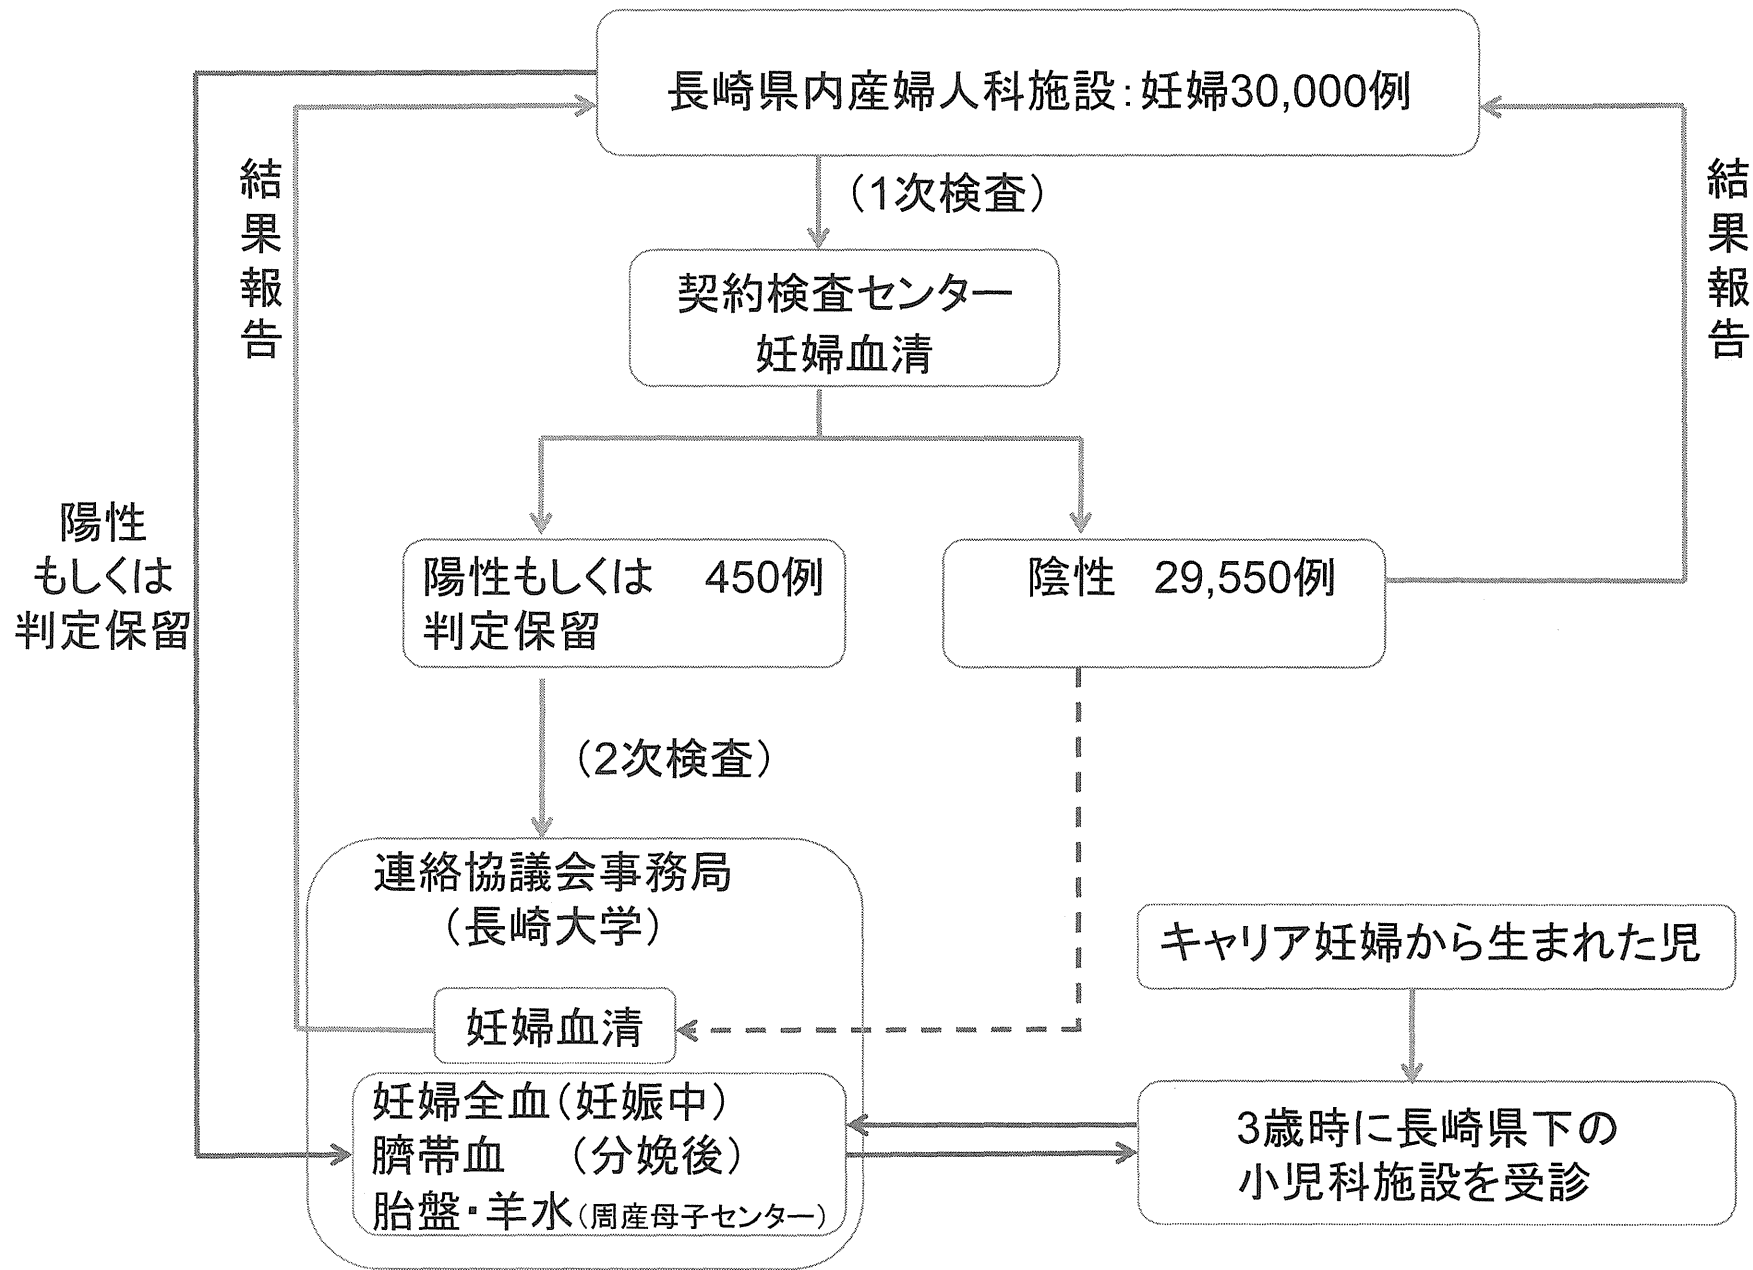 長崎県内産婦人科施設:妊婦30,000例
(1次検査)
結果報告
結果報告
契約検査センター
妊婦血清
陽性
もしくは
判定保留
陽性もしくは 450例
判定保留
陰性 29,550例
(2次検査)
連絡協議会事務局
(長崎大学)
妊婦血清
妊婦全血(妊娠中)
臍帯血 (分娩後)
胎盤・羊水(周産母子センター)
キャリア妊婦から生まれた児
3歳時に長崎県下の
小児科施設を受診